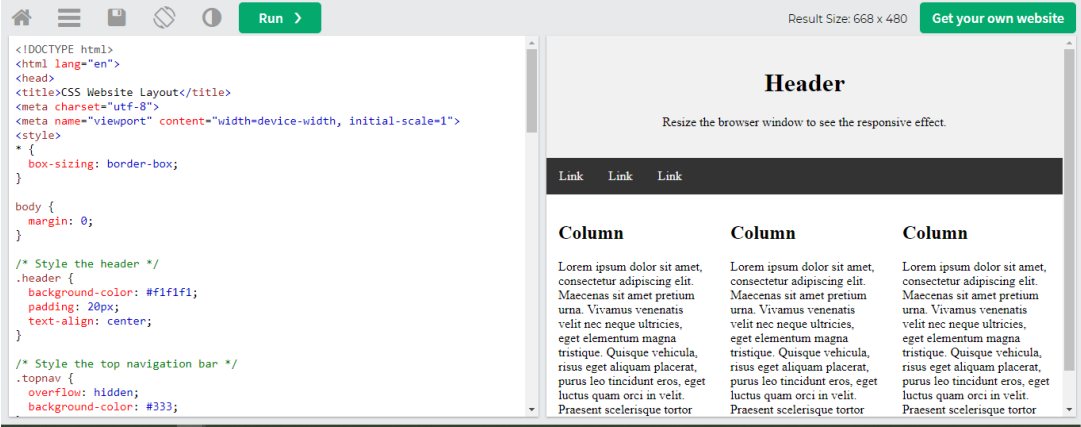 Run ❯
Result Size: 668 x 480
Get your own website
<!DOCTYPE html>
<html lang="en">
<head>
<title>CSS Website Layout</title>
<meta charset="utf-8">
<meta name="viewport" content="width=device-width, initial-scale=1">
<style>
* {
  box-sizing: border-box;
}

body {
  margin: 0;
}

/* Style the header */
.header {
  background-color: #f1f1f1;
  padding: 20px;
  text-align: center;
}

/* Style the top navigation bar */
.topnav {
  overflow: hidden;
  background-color: #333;
Header
Resize the browser window to see the responsive effect.
Link Link Link
Column
Lorem ipsum dolor sit amet,
consectetur adipiscing elit.
Maecenas sit amet pretium
urna. Vivamus venenatis
velit nec neque ultricies,
eget elementum magna
tristique. Quisque vehicula,
risus eget aliquam placerat,
purus leo tincidunt eros, eget
luctus quam orci in velit.
Praesent scelerisque tortor
Column
Lorem ipsum dolor sit amet,
consectetur adipiscing elit.
Maecenas sit amet pretium
urna. Vivamus venenatis
velit nec neque ultricies,
eget elementum magna
tristique. Quisque vehicula,
risus eget aliquam placerat,
purus leo tincidunt eros, eget
luctus quam orci in velit.
Praesent scelerisque tortor
Column
Lorem ipsum dolor sit amet,
consectetur adipiscing elit.
Maecenas sit amet pretium
urna. Vivamus venenatis
velit nec neque ultricies,
eget elementum magna
tristique. Quisque vehicula,
risus eget aliquam placerat,
purus leo tincidunt eros, eget
luctus quam orci in velit.
Praesent scelerisque tortor